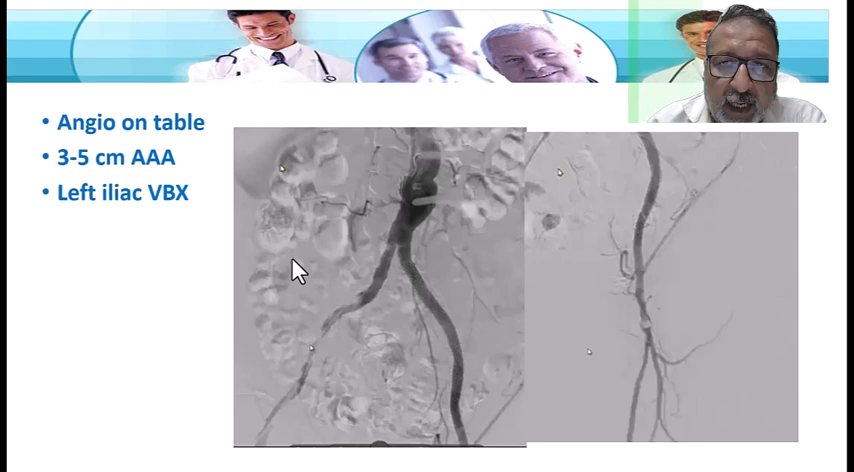 • Angio on table
• 3-5 cm AAA
• Left iliac VBX